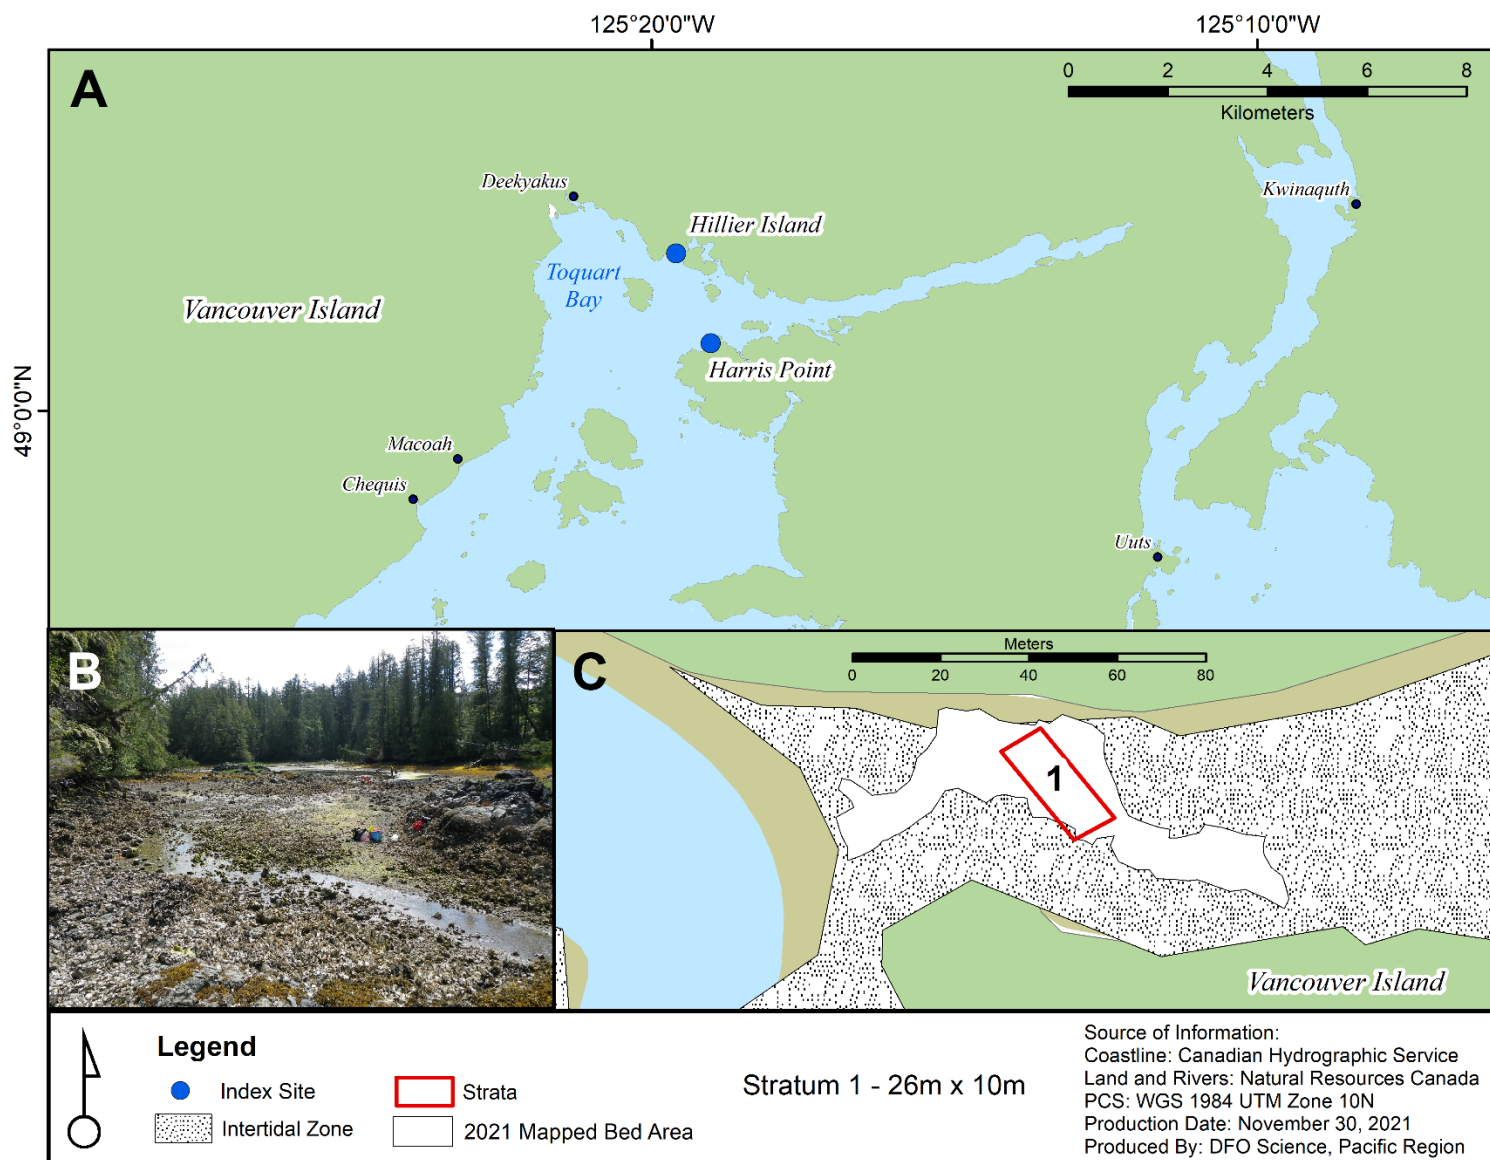 125°20'0"W
125°10'0"W
A
0 2 4 6 8
Kilometers
Deekyakus
Kwinaquth
Hillier Island
Toquart
Bay
Vancouver Island
Harris Point
49°0'0"N
Macoah
Chequis
Uuts
B
C
Meters
0 20 40 60 80
1
Vancouver Island
Legend
Index Site
Strata
Intertidal Zone
2021 Mapped Bed Area
Stratum 1 - 26m x 10m
Source of Information:
Coastline: Canadian Hydrographic Service
Land and Rivers: Natural Resources Canada
PCS: WGS 1984 UTM Zone 10N
Production Date: November 30, 2021
Produced By: DFO Science, Pacific Region